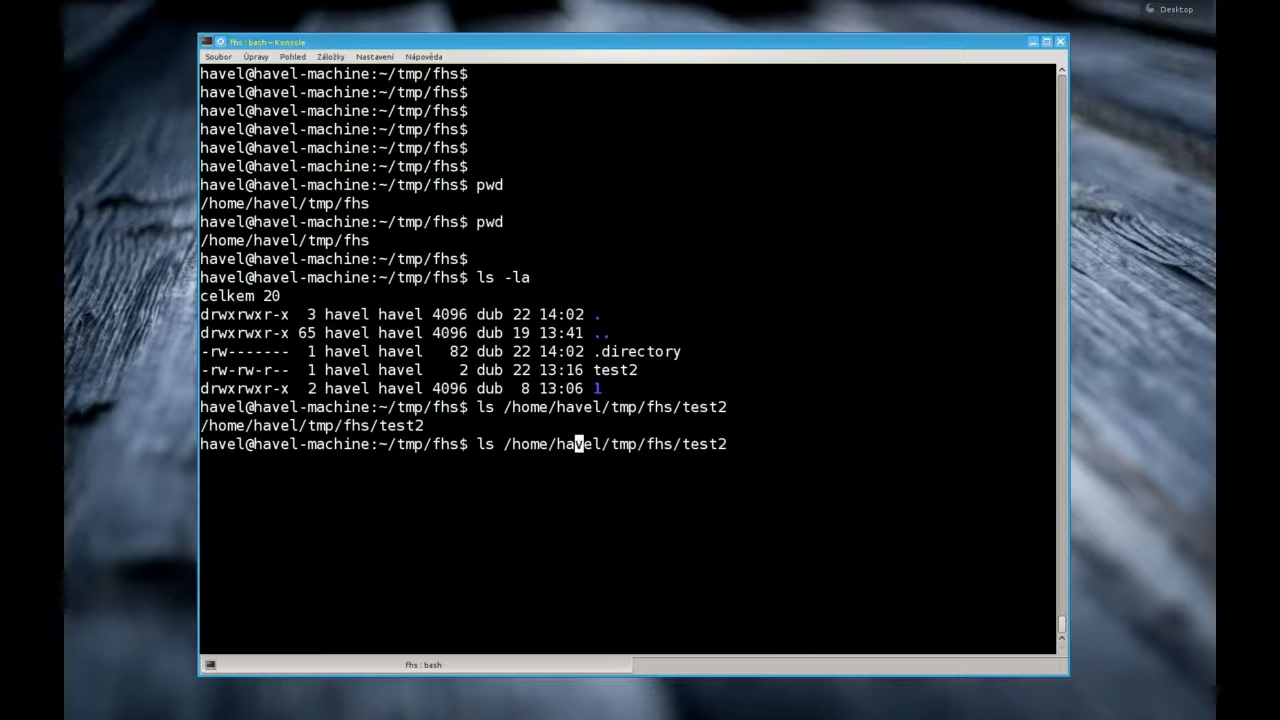 Desktop
fhs : bash – Konsole
Soubor Úpravy Pohled Záložky Nastavení Nápověda
havel@havel-machine:~/tmp/fhs$
havel@havel-machine:~/tmp/fhs$
havel@havel-machine:~/tmp/fhs$
havel@havel-machine:~/tmp/fhs$
havel@havel-machine:~/tmp/fhs$
havel@havel-machine:~/tmp/fhs$
havel@havel-machine:~/tmp/fhs$ pwd
/home/havel/tmp/fhs
havel@havel-machine:~/tmp/fhs$ pwd
/home/havel/tmp/fhs
havel@havel-machine:~/tmp/fhs$
havel@havel-machine:~/tmp/fhs$ ls -la
celkem 20
drwxrwxr-x  3 havel havel 4096 dub 22 14:02 .
drwxrwxr-x 65 havel havel 4096 dub 19 13:41 ..
-rw-------  1 havel havel   82 dub 22 14:02 .directory
-rw-rw-r--  1 havel havel    2 dub 22 13:16 test2
drwxrwxr-x  2 havel havel 4096 dub  8 13:06 1
havel@havel-machine:~/tmp/fhs$ ls /home/havel/tmp/fhs/test2
/home/havel/tmp/fhs/test2
havel@havel-machine:~/tmp/fhs$ ls /home/havel/tmp/fhs/test2
fhs : bash